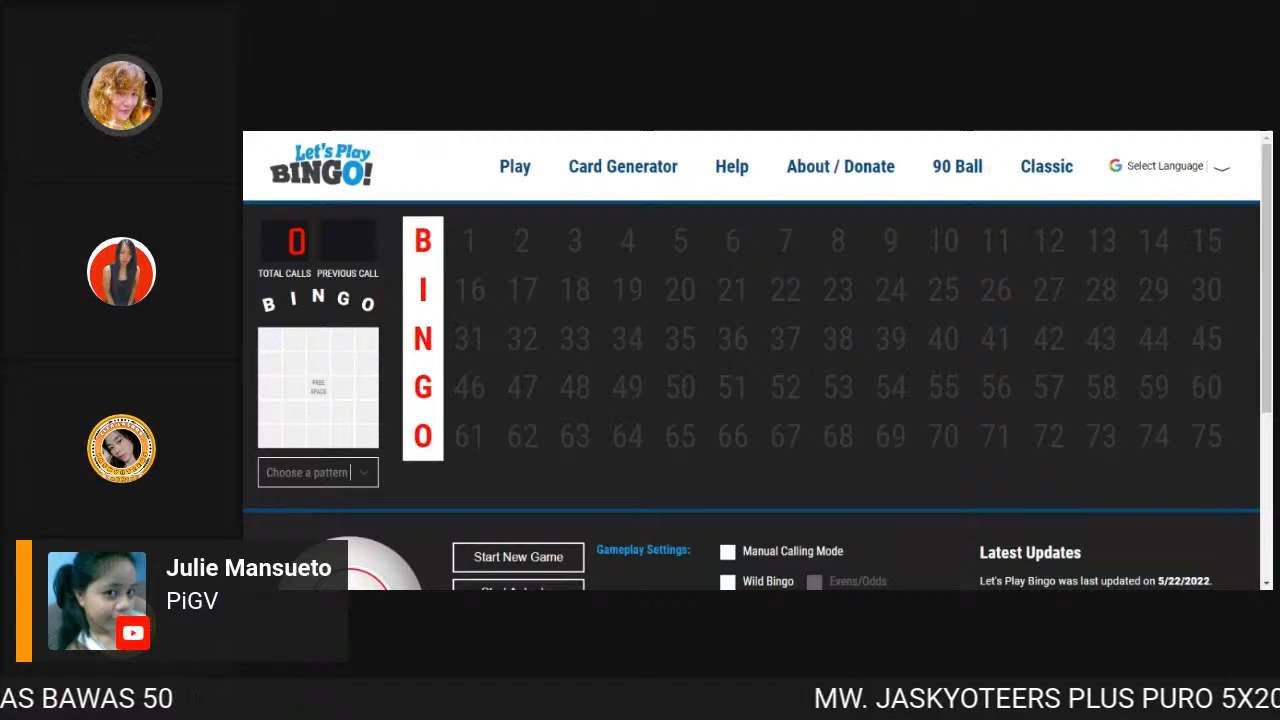 Let's Play
BINGO!
Play Card Generator Help About / Donate 90 Ball Classic Select Language
0
TOTAL CALLS PREVIOUS CALL
B I N G O
FREE
SPACE
Choose a pattern
B 1 2 3 4 5 6 7 8 9 10 11 12 13 14 15
I 16 17 18 19 20 21 22 23 24 25 26 27 28 29 30
N 31 32 33 34 35 36 37 38 39 40 41 42 43 44 45
G 46 47 48 49 50 51 52 53 54 55 56 57 58 59 60
O 61 62 63 64 65 66 67 68 69 70 71 72 73 74 75
Start New Game
Gameplay Settings:
Manual Calling Mode
Wild Bingo Evens/Odds
Latest Updates
Let's Play Bingo was last updated on 5/22/2022.
Julie Mansueto
PiGV
AS BAWAS 50 MW. JASKYOTEERS PLUS PURO 5X20